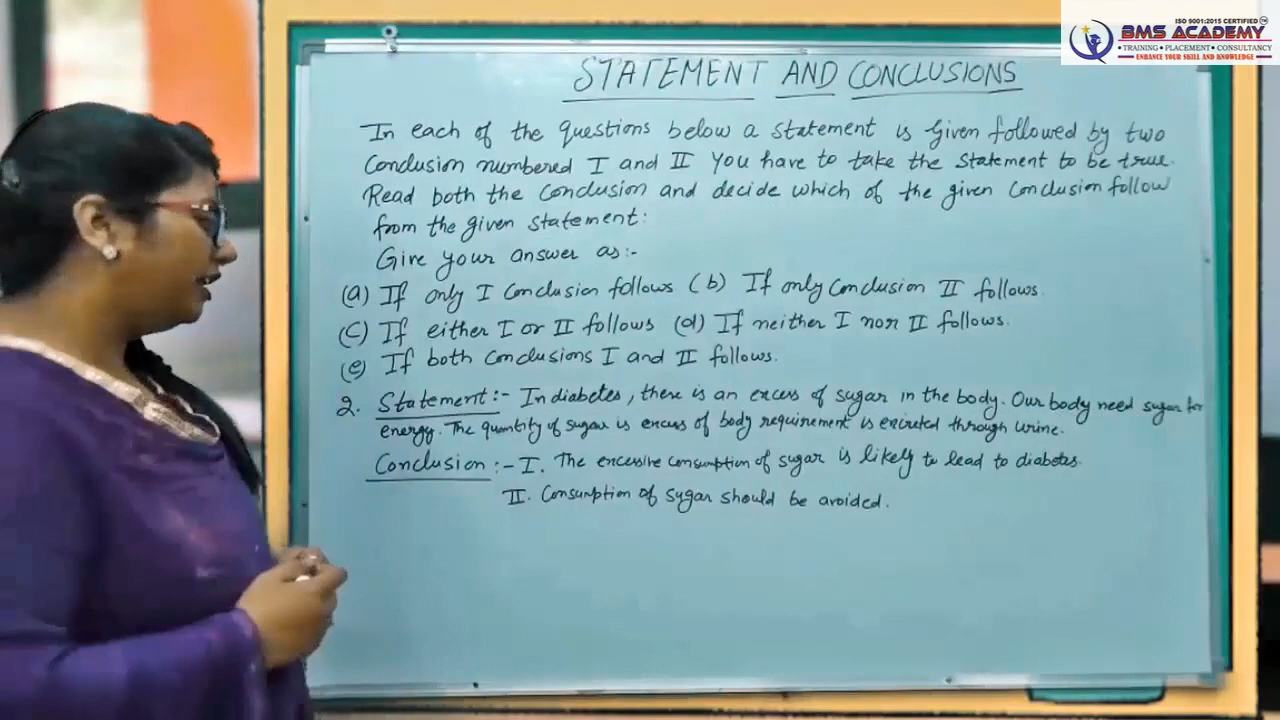 ISO 9001:2015 CERTIFIED TM
BMS ACADEMY
• TRAINING • PLACEMENT • CONSULTANCY
ENHANCE YOUR SKILL AND KNOWLEDGE
STATEMENT AND CONCLUSIONS
In each of the questions below a statement is given followed by two
Conclusion numbered I and II You have to take the statement to be true.
Read both the conclusion and decide which of the given conclusion follow
from the given statement:
Give your answer as:-
(a) If only I conclusion follows (b) If only conclusion II follows.
(c) If either I or II follows (d) If neither I nor II follows.
(e) If both conclusions I and II follows.
2. Statement:- In diabetes, there is an excess of sugar in the body. Our body need sugar for
energy. The quantity of sugar is excess of body requirement is excreted through urine.
Conclusion:- I. The excessive consumption of sugar is likely to lead to diabetes.
II. Consumption of sugar should be avoided.